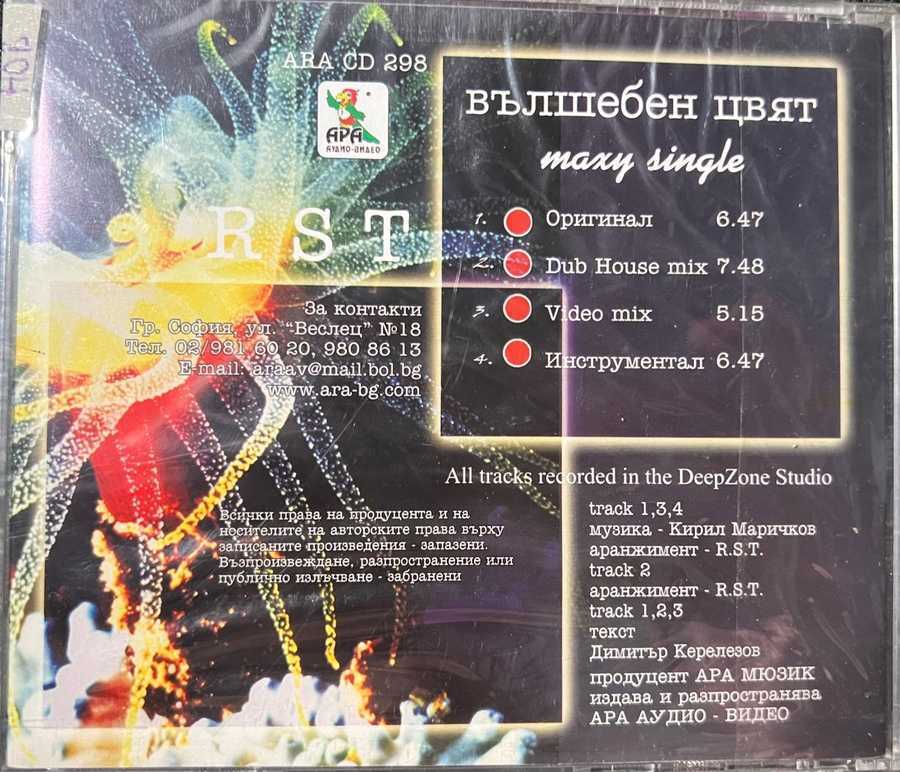 ARA CD 298
АРА
АУДИО-ВИДЕО
R S T
вълшебен цвят
maxy single
1. Оригинал 6.47
2. Dub House mix 7.48
3. Video mix 5.15
4. Инструментал 6.47
За контакти
Гр. София, ул. "Веслец" №18
Тел. 02/981 60 20, 980 86 13
E-mail: araav@mail.bol.bg
www.ara-bg.com
All tracks recorded in the DeepZone Studio
Всички права на продуцента и на
носителите на авторските права върху
записаните произведения - запазени.
Възпроизвеждане, разпространение или
публично излъчване - забранени
track 1,3,4
музика - Кирил Маричков
аранжимент - R.S.T.
track 2
аранжимент - R.S.T.
track 1,2,3
текст
Димитър Керелезов
продуцент АРА МЮЗИК
издава и разпространява
АРА АУДИО - ВИДЕО